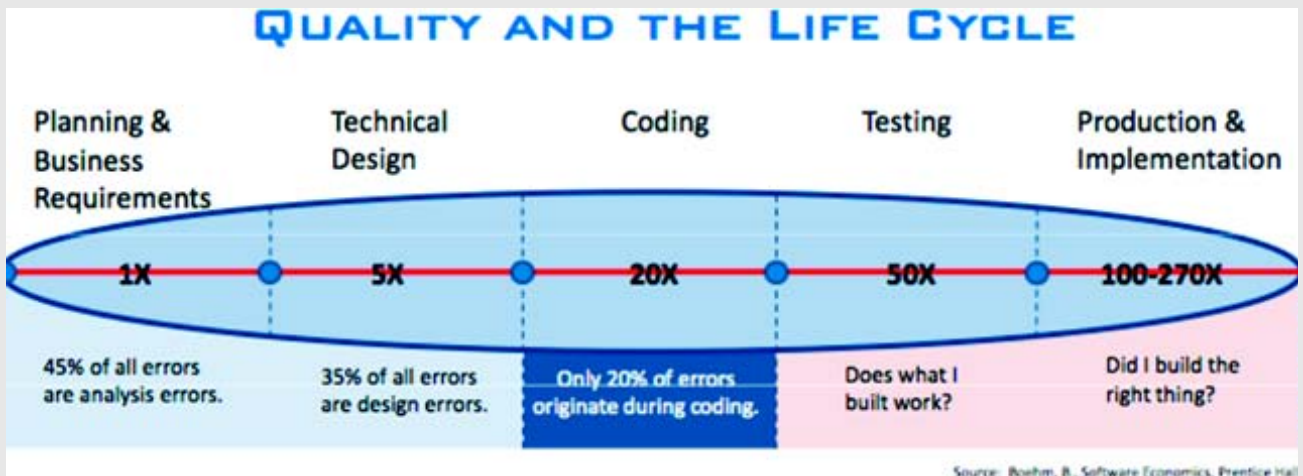 QUALITY AND THE LIFE CYCLE
Planning &
Business
Requirements
Technical
Design
Coding
Testing
Production &
Implementation
1X
5X
20X
50X
100-270X
45% of all errors
are analysis errors.
35% of all errors
are design errors.
Only 20% of errors
originate during coding.
Does what I
built work?
Did I build the
right thing?
Source: Boehm, B., Software Economics, Prentice Hall